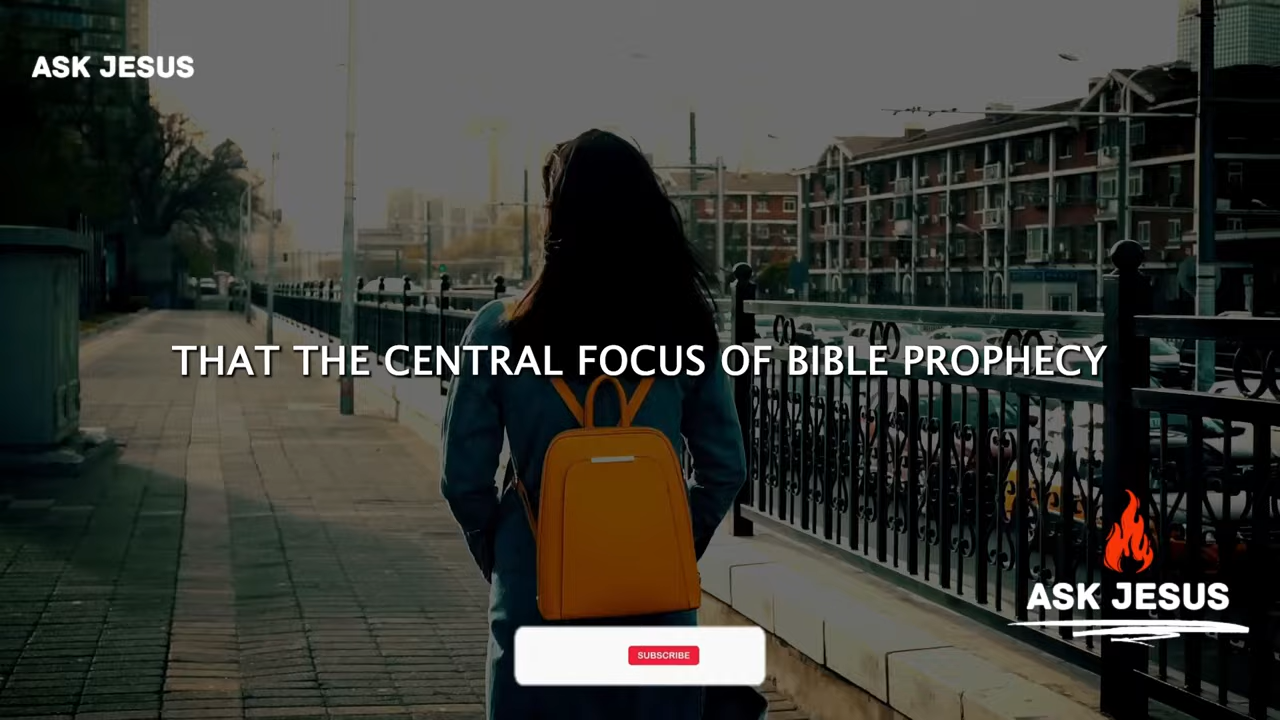 ASK JESUS
THAT THE CENTRAL FOCUS OF BIBLE PROPHECY
ASK JESUS
SUBSCRIBE